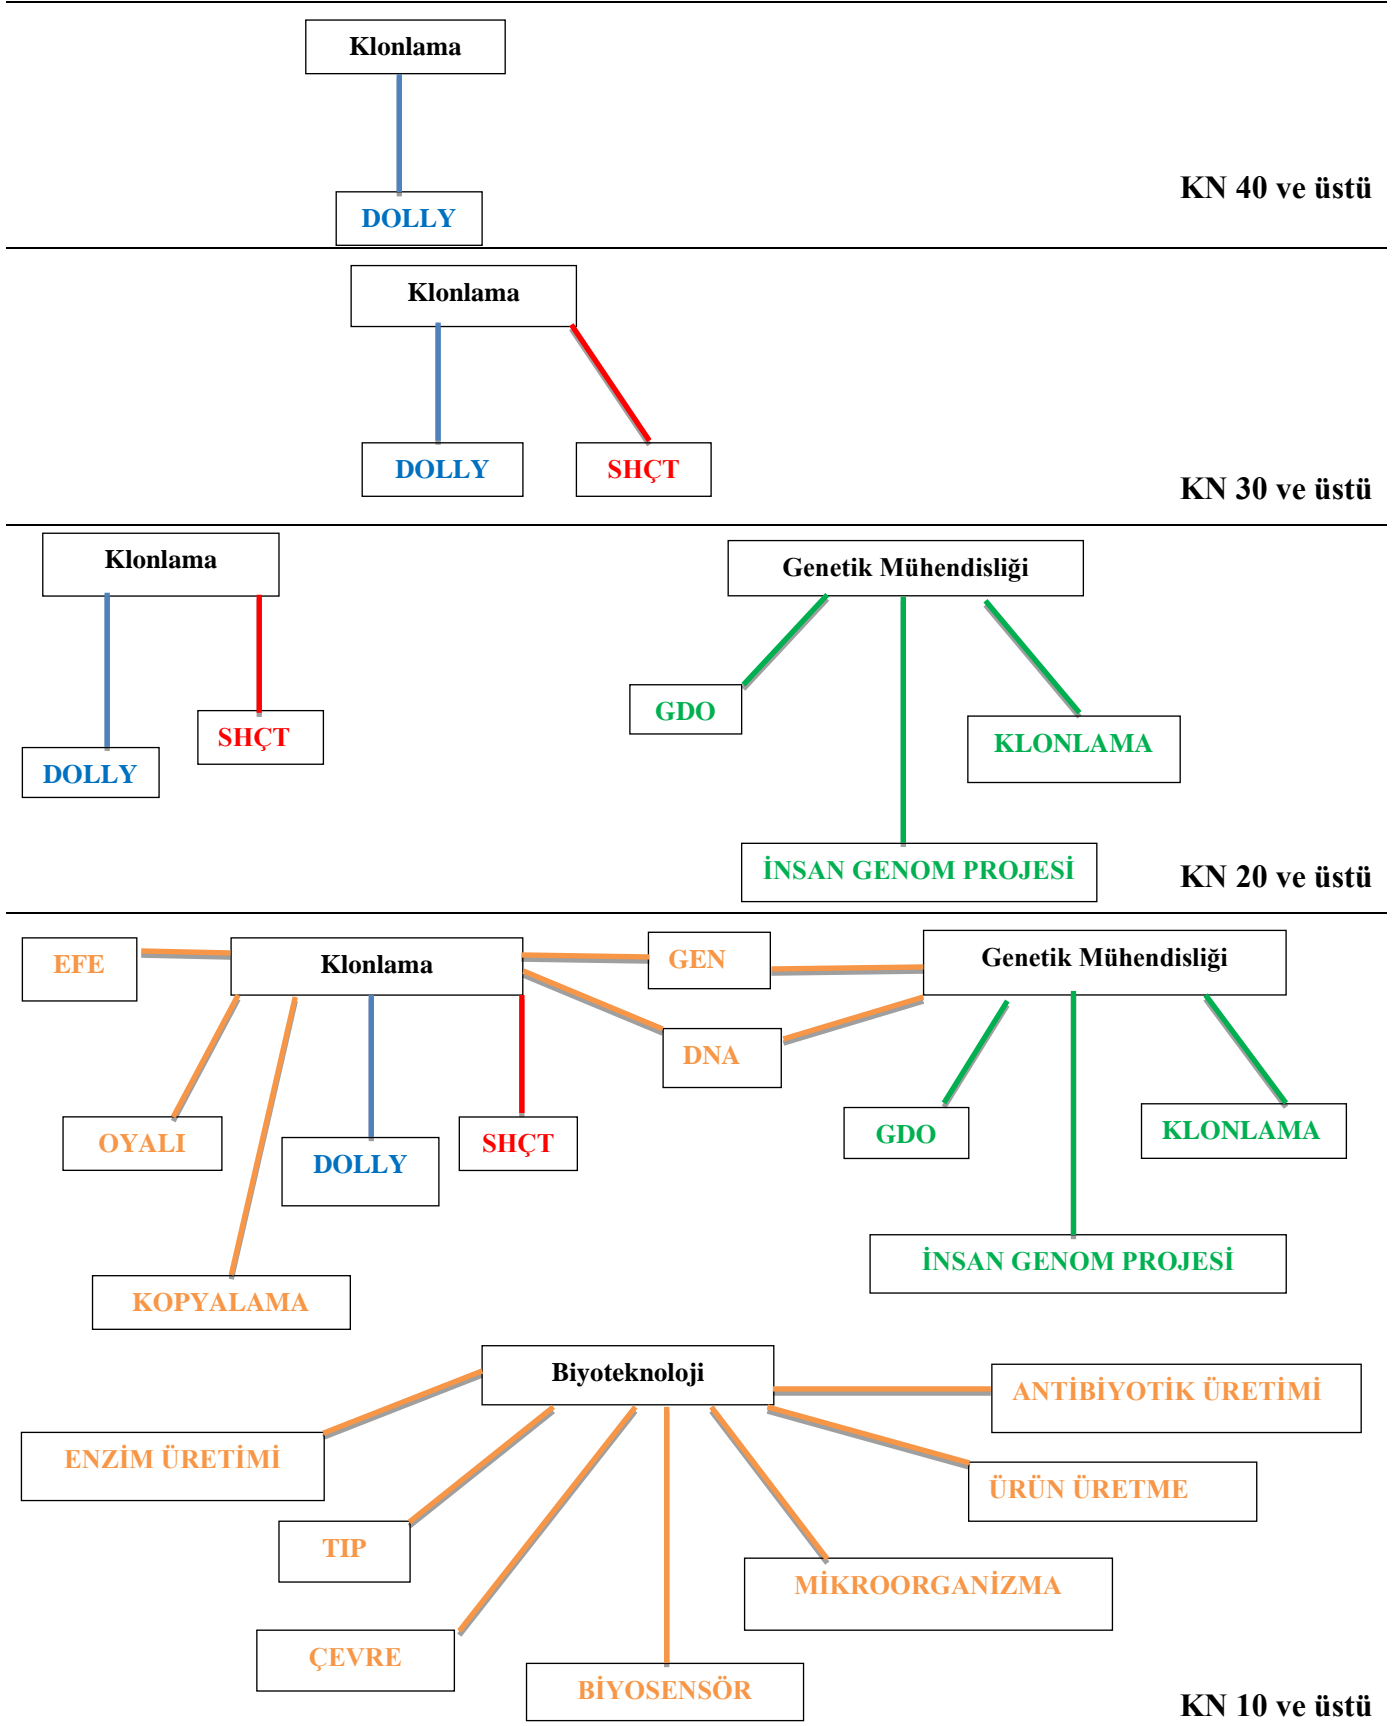 Klonlama
DOLLY
KN 40 ve üstü
Klonlama
DOLLY
SHÇT
KN 30 ve üstü
Klonlama
Genetik Mühendisliği
GDO
SHÇT
KLONLAMA
DOLLY
İNSAN GENOM PROJESİ
KN 20 ve üstü
EFE
Klonlama
GEN
Genetik Mühendisliği
DNA
OYALI
DOLLY
SHÇT
GDO
KLONLAMA
İNSAN GENOM PROJESİ
KOPYALAMA
Biyoteknoloji
ANTİBİYOTİK ÜRETİMİ
ENZİM ÜRETİMİ
ÜRÜN ÜRETME
TIP
MİKROORGANİZMA
ÇEVRE
BİYOSENSÖR
KN 10 ve üstü